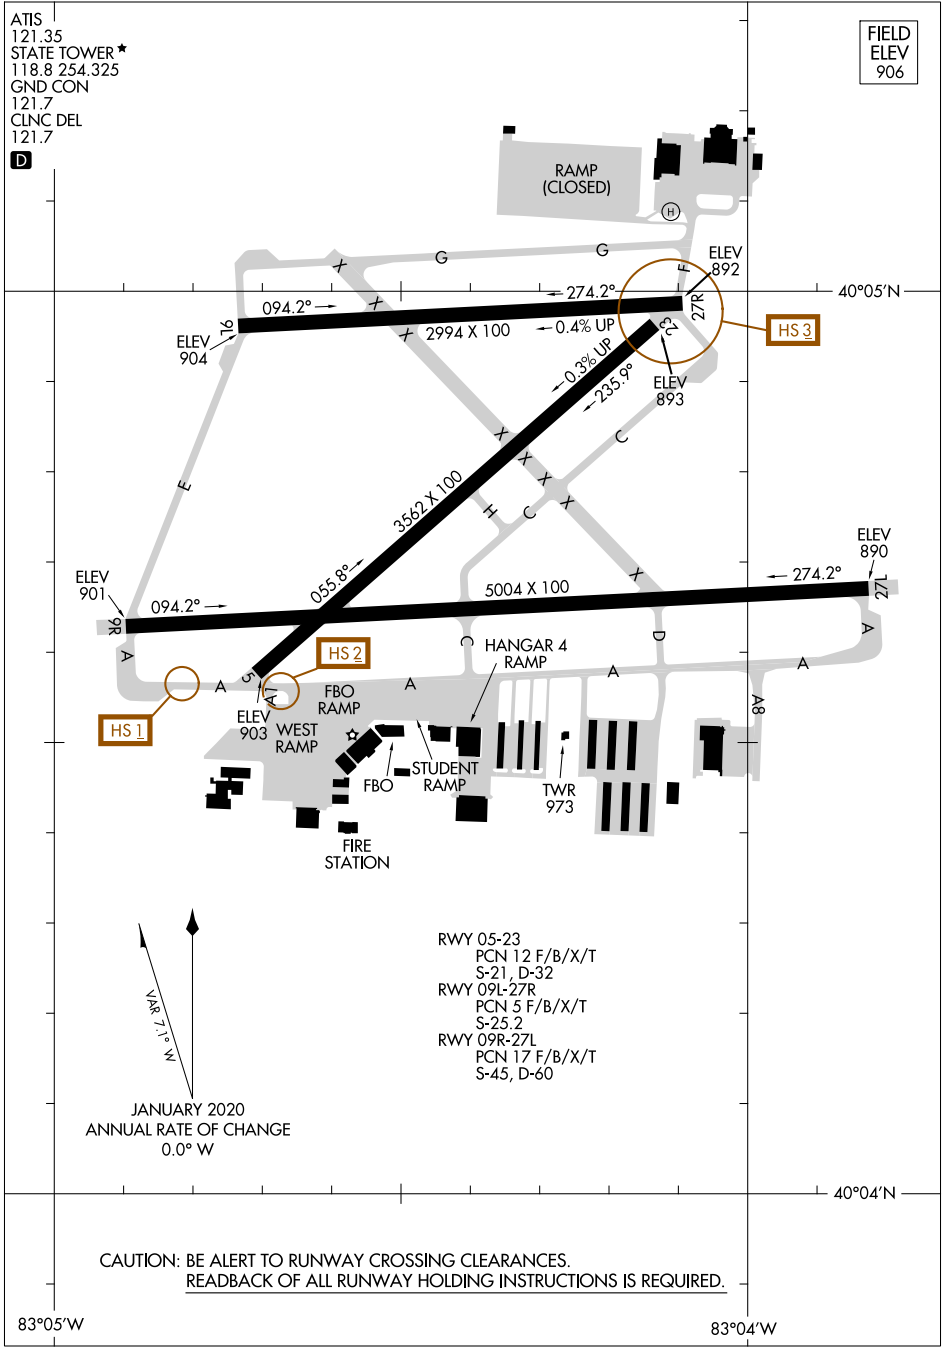 ATIS
121.35
STATE TOWER★
118.8 254.325
GND CON
121.7
CLNC DEL
121.7
D
FIELD
ELEV
906
RAMP
(CLOSED)
H
G
G
F
ELEV
892
40°05'N
X
X
X
094.2°
274.2°
27R
9L
2994 X 100
0.4% UP
23
HS 3
ELEV
904
0.3% UP
235.9°
ELEV
893
C
X
X
X
X
E
3562 X 100
H
C
ELEV
890
X
ELEV
901
055.8°
5004 X 100
274.2°
27L
094.2°
9R
A
C
D
A
HANGAR 4
RAMP
HS 2
A
A
A
A
5
A1
FBO
RAMP
A8
HS 1
ELEV
903
WEST
RAMP
FBO
STUDENT
RAMP
TWR
973
FIRE
STATION
RWY 05-23
PCN 12 F/B/X/T
S-21, D-32
RWY 09L-27R
PCN 5 F/B/X/T
S-25.2
RWY 09R-27L
PCN 17 F/B/X/T
S-45, D-60
VAR 7.1° W
JANUARY 2020
ANNUAL RATE OF CHANGE
0.0° W
40°04'N
CAUTION: BE ALERT TO RUNWAY CROSSING CLEARANCES.
READBACK OF ALL RUNWAY HOLDING INSTRUCTIONS IS REQUIRED.
83°05'W
83°04'W